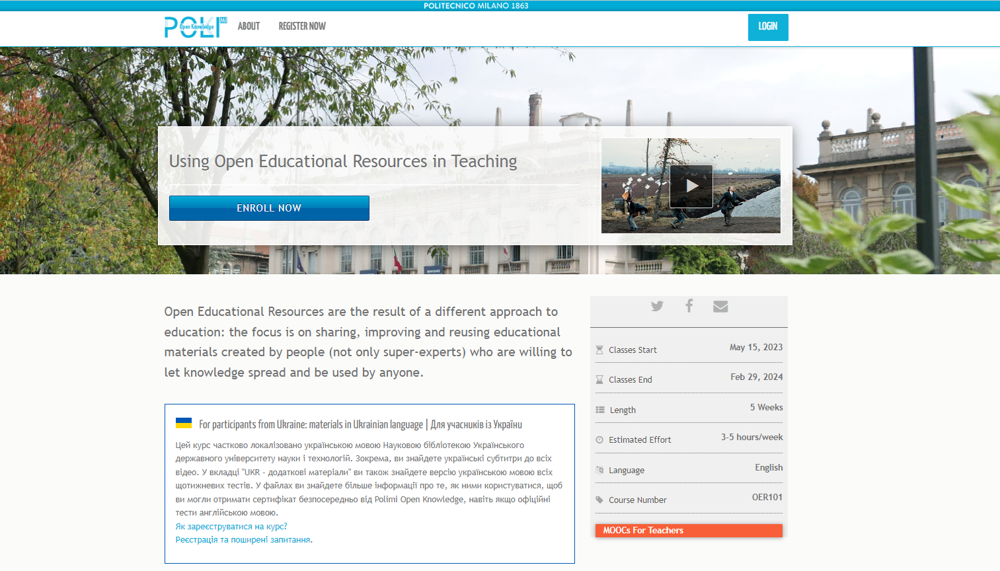 POLITECNICO MILANO 1863
POLI MI
Open Knowledge
ABOUT
REGISTER NOW
LOGIN
Using Open Educational Resources in Teaching
ENROLL NOW
Open Educational Resources are the result of a different approach to
education: the focus is on sharing, improving and reusing educational
materials created by people (not only super-experts) who are willing to
let knowledge spread and be used by anyone.
For participants from Ukraine: materials in Ukrainian language | Для учасників із України
Цей курс частково локалізовано українською мовою Науковою бібліотекою Українського
державного університету науки і технологій. Зокрема, ви знайдете українські субтитри до всіх
відео. У вкладці "UKR - додаткові матеріали" ви також знайдете версію українською мовою всіх
щотижневих тестів. У файлах ви знайдете більше інформації про те, як ними користуватися, щоб
ви могли отримати сертифікат безпосередньо від Polimi Open Knowledge, навіть якщо офіційні
тести англійською мовою.
Як зареєструватися на курс?
Реєстрація та поширені запитання.
Classes Start May 15, 2023
Classes End Feb 29, 2024
Length 5 Weeks
Estimated Effort 3-5 hours/week
Language English
Course Number OER101
MOOCs For Teachers